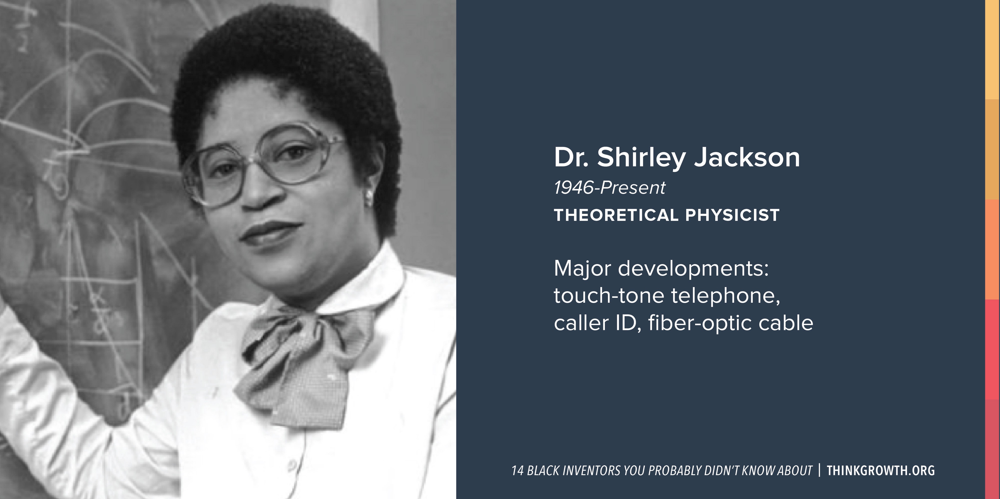 Dr. Shirley Jackson
1946-Present
THEORETICAL PHYSICIST
Major developments:
touch-tone telephone,
caller ID, fiber-optic cable
14 BLACK INVENTORS YOU PROBABLY DIDN'T KNOW ABOUT | THINKGROWTH.ORG